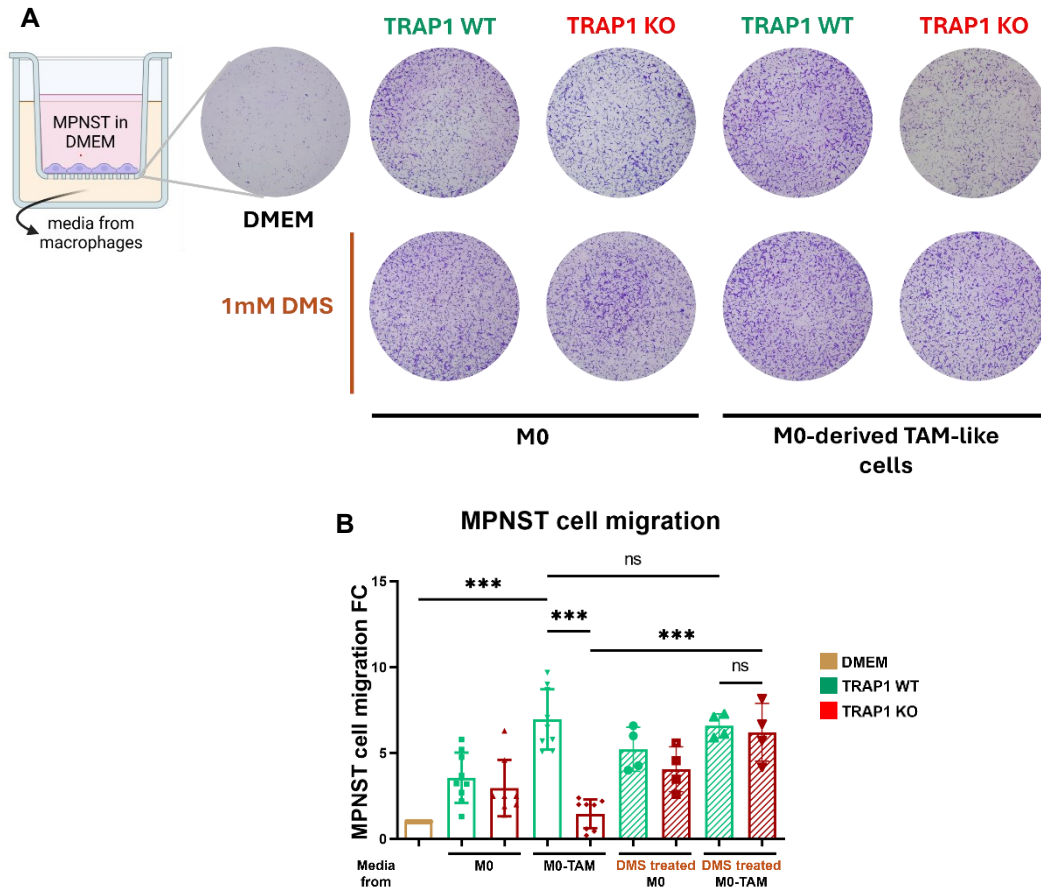 A
TRAP1 WT
TRAP1 KO
TRAP1 WT
TRAP1 KO
MPNST in
DMEM
media from
macrophages
DMEM
1mM DMS
M0
M0-derived TAM-like
cells
B
MPNST cell migration
MPNST cell migration FC
15
10
5
0
***
***
ns
***
ns
DMEM
TRAP1 WT
TRAP1 KO
Media
from
M0
M0-TAM
DMS treated
M0
DMS treated
M0-TAM